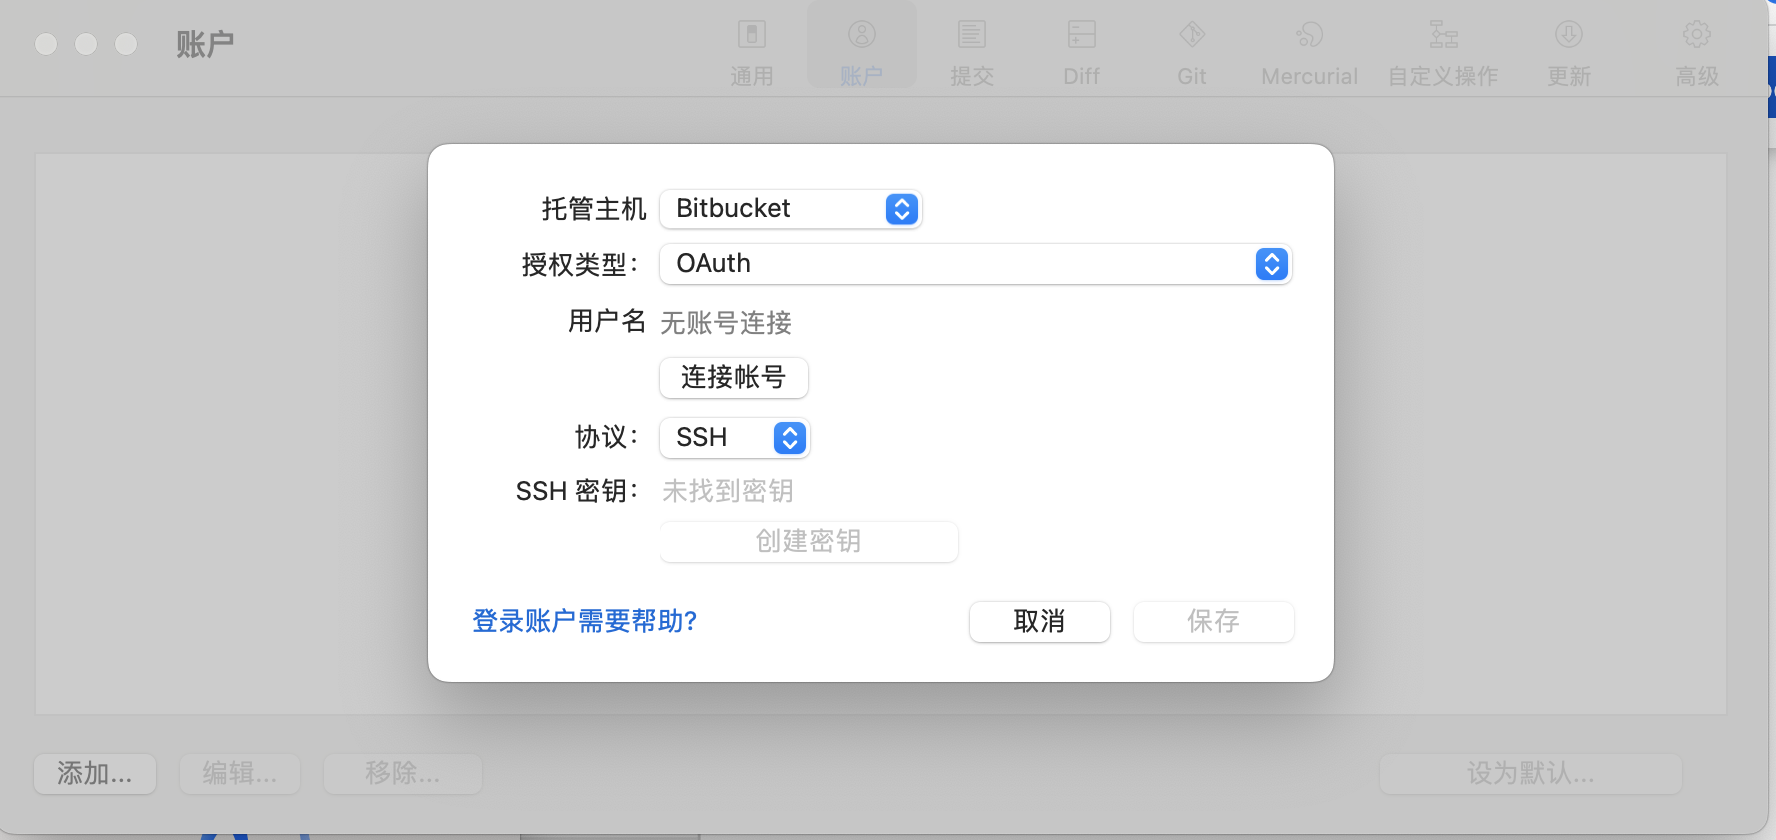 账户
通用
账户
提交
Diff
Git
Mercurial
自定义操作
更新
高级
托管主机 Bitbucket
授权类型： OAuth
用户名 无账号连接
连接帐号
协议： SSH
SSH 密钥： 未找到密钥
创建密钥
登录账户需要帮助? 取消 保存
添加... 编辑... 移除... 设为默认...